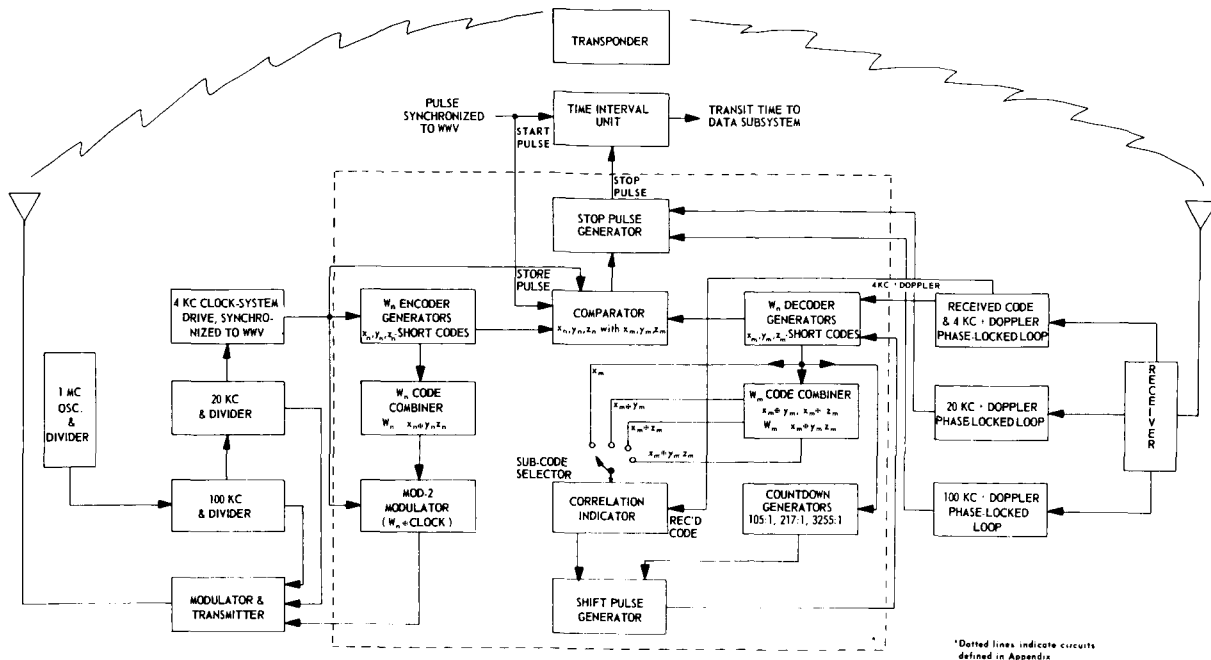 TRANSPONDER
PULSE
SYNCHRONIZED
TO WWV
START
PULSE
TIME INTERVAL
UNIT
TRANSIT TIME TO
DATA SUBSYSTEM
STOP
PULSE
STOP PULSE
GENERATOR
STORE
PULSE
4 KC · DOPPLER
4 KC CLOCK-SYSTEM
DRIVE, SYNCHRO-
NIZED TO WWV
Wn ENCODER
GENERATORS
xn, yn, zn-SHORT CODES
COMPARATOR
xn, yn, zn with xm, ym, zm
Wn DECODER
GENERATORS
xm, ym, zm-SHORT CODES
RECEIVED CODE
& 4 KC · DOPPLER
PHASE-LOCKED LOOP
1 MC
OSC.
&
DIVIDER
20 KC
& DIVIDER
Wn CODE
COMBINER
Wn xn÷ynzn
xm
xm÷ym
xm÷zm
xm÷ym zm
Wm CODE COMBINER
xm÷ym, xm÷zm
Wm xm÷ym zm
20 KC · DOPPLER
PHASE LOCKED LOOP
RECEIVER
SUB-CODE
SELECTOR
100 KC
& DIVIDER
MOD-2
MODULATOR
(Wn÷CLOCK)
CORRELATION
INDICATOR
REC'D
CODE
COUNTDOWN
GENERATORS
105:1, 217:1, 3255:1
100 KC · DOPPLER
PHASE-LOCKED
LOOP
MODULATOR &
TRANSMITTER
SHIFT PULSE
GENERATOR
*
*Dotted lines indicate circuits
defined in Appendix